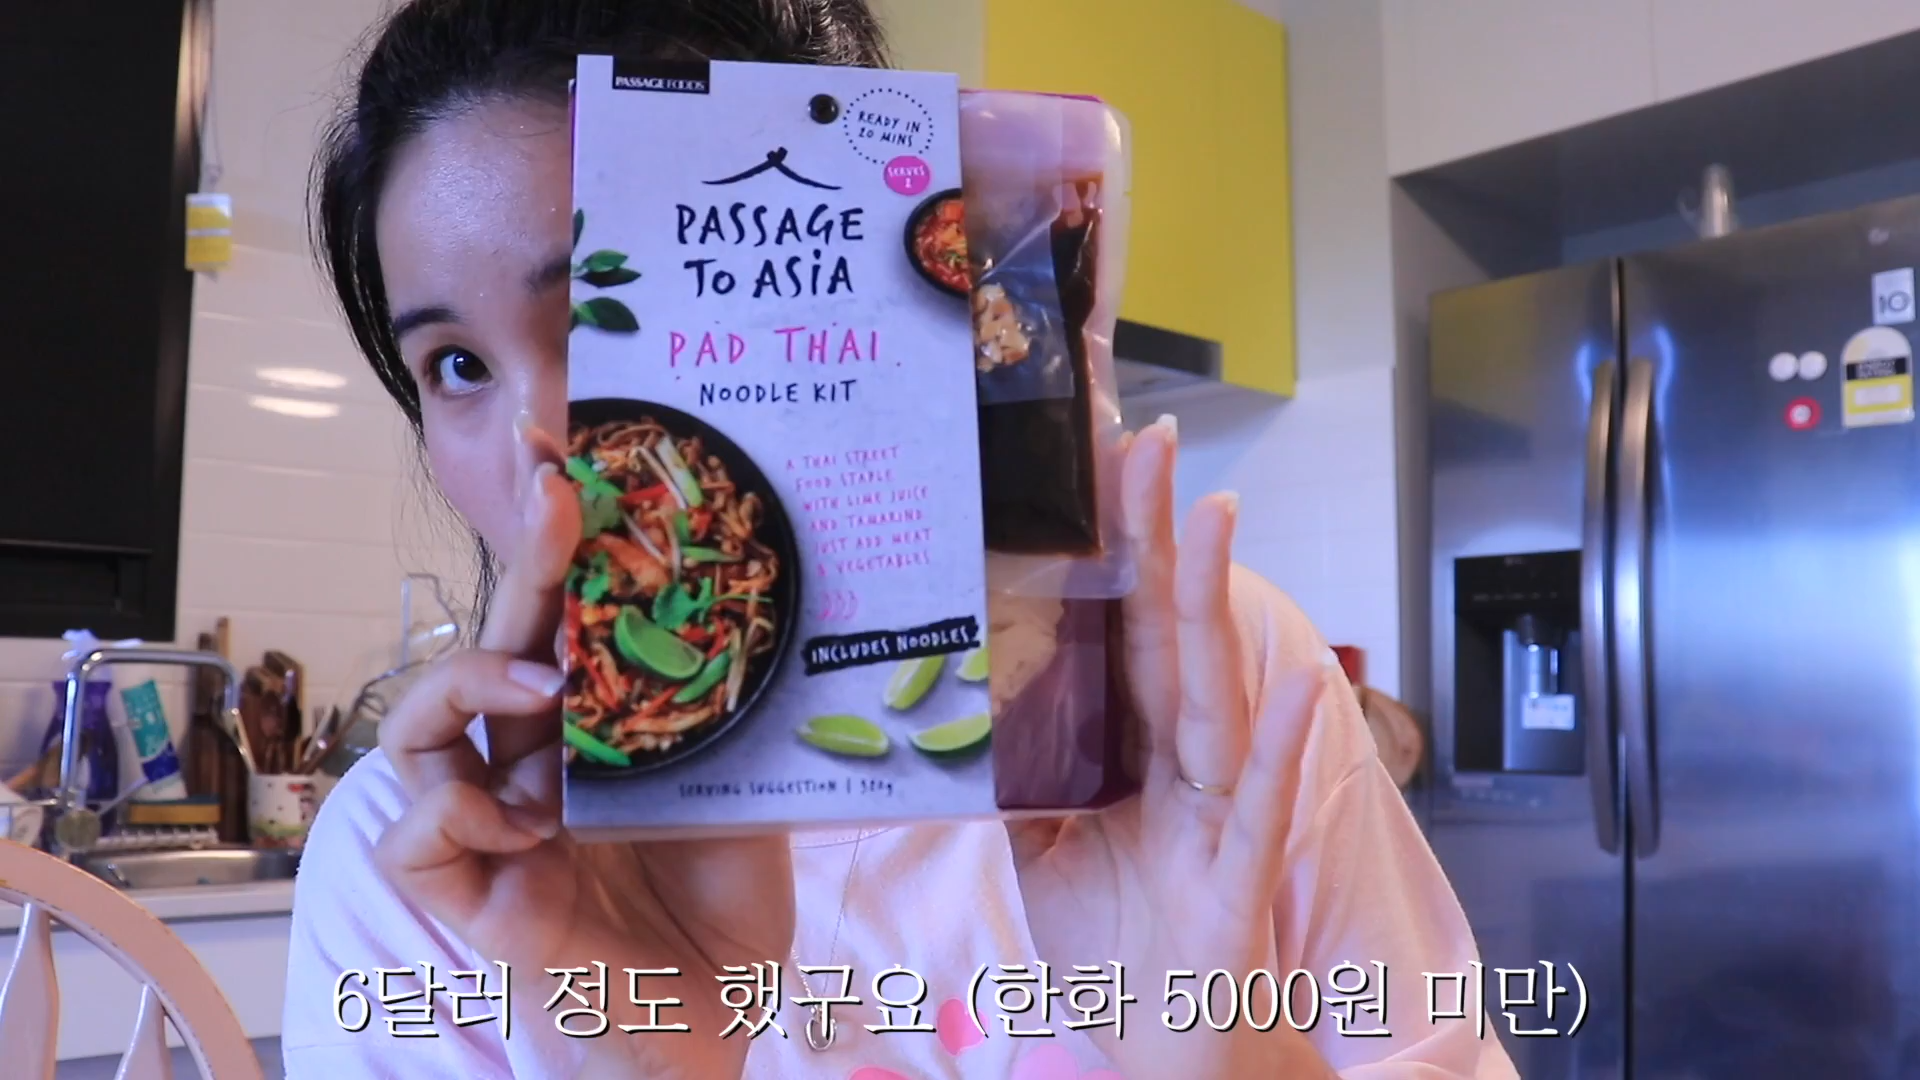 PASSAGE FOODS
READY IN
20 MINS
SERVES
2
PASSAGE
TO ASIA
PAD THAI
NOODLE KIT
A THAI STREET
FOOD STAPLE
WITH LIME JUICE
AND TAMARIND
JUST ADD MEAT
& VEGETABLES
INCLUDES NOODLES
SERVING SUGGESTION |
6달러 정도 했구요 (한화 5000원 미만)